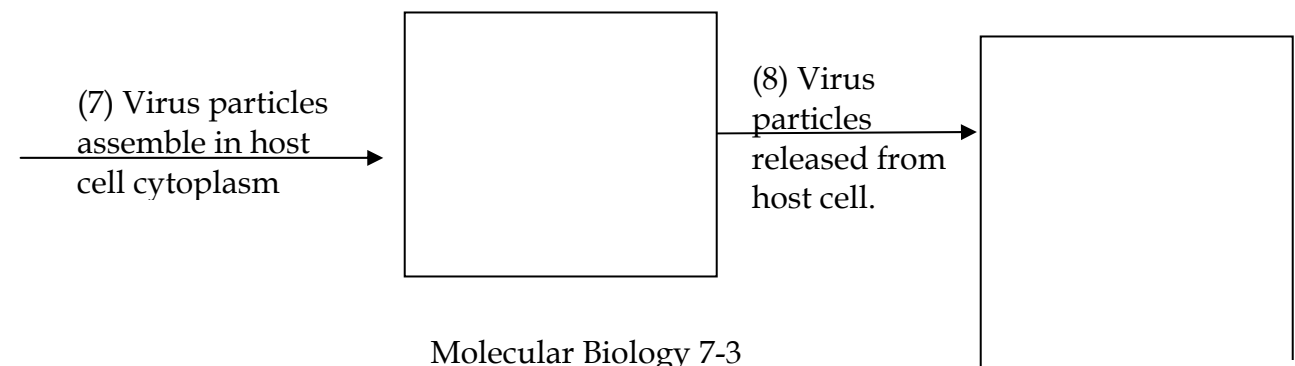 (7) Virus particles
assemble in host
cell cytoplasm
(8) Virus
particles
released from
host cell.
Molecular Biology 7-3